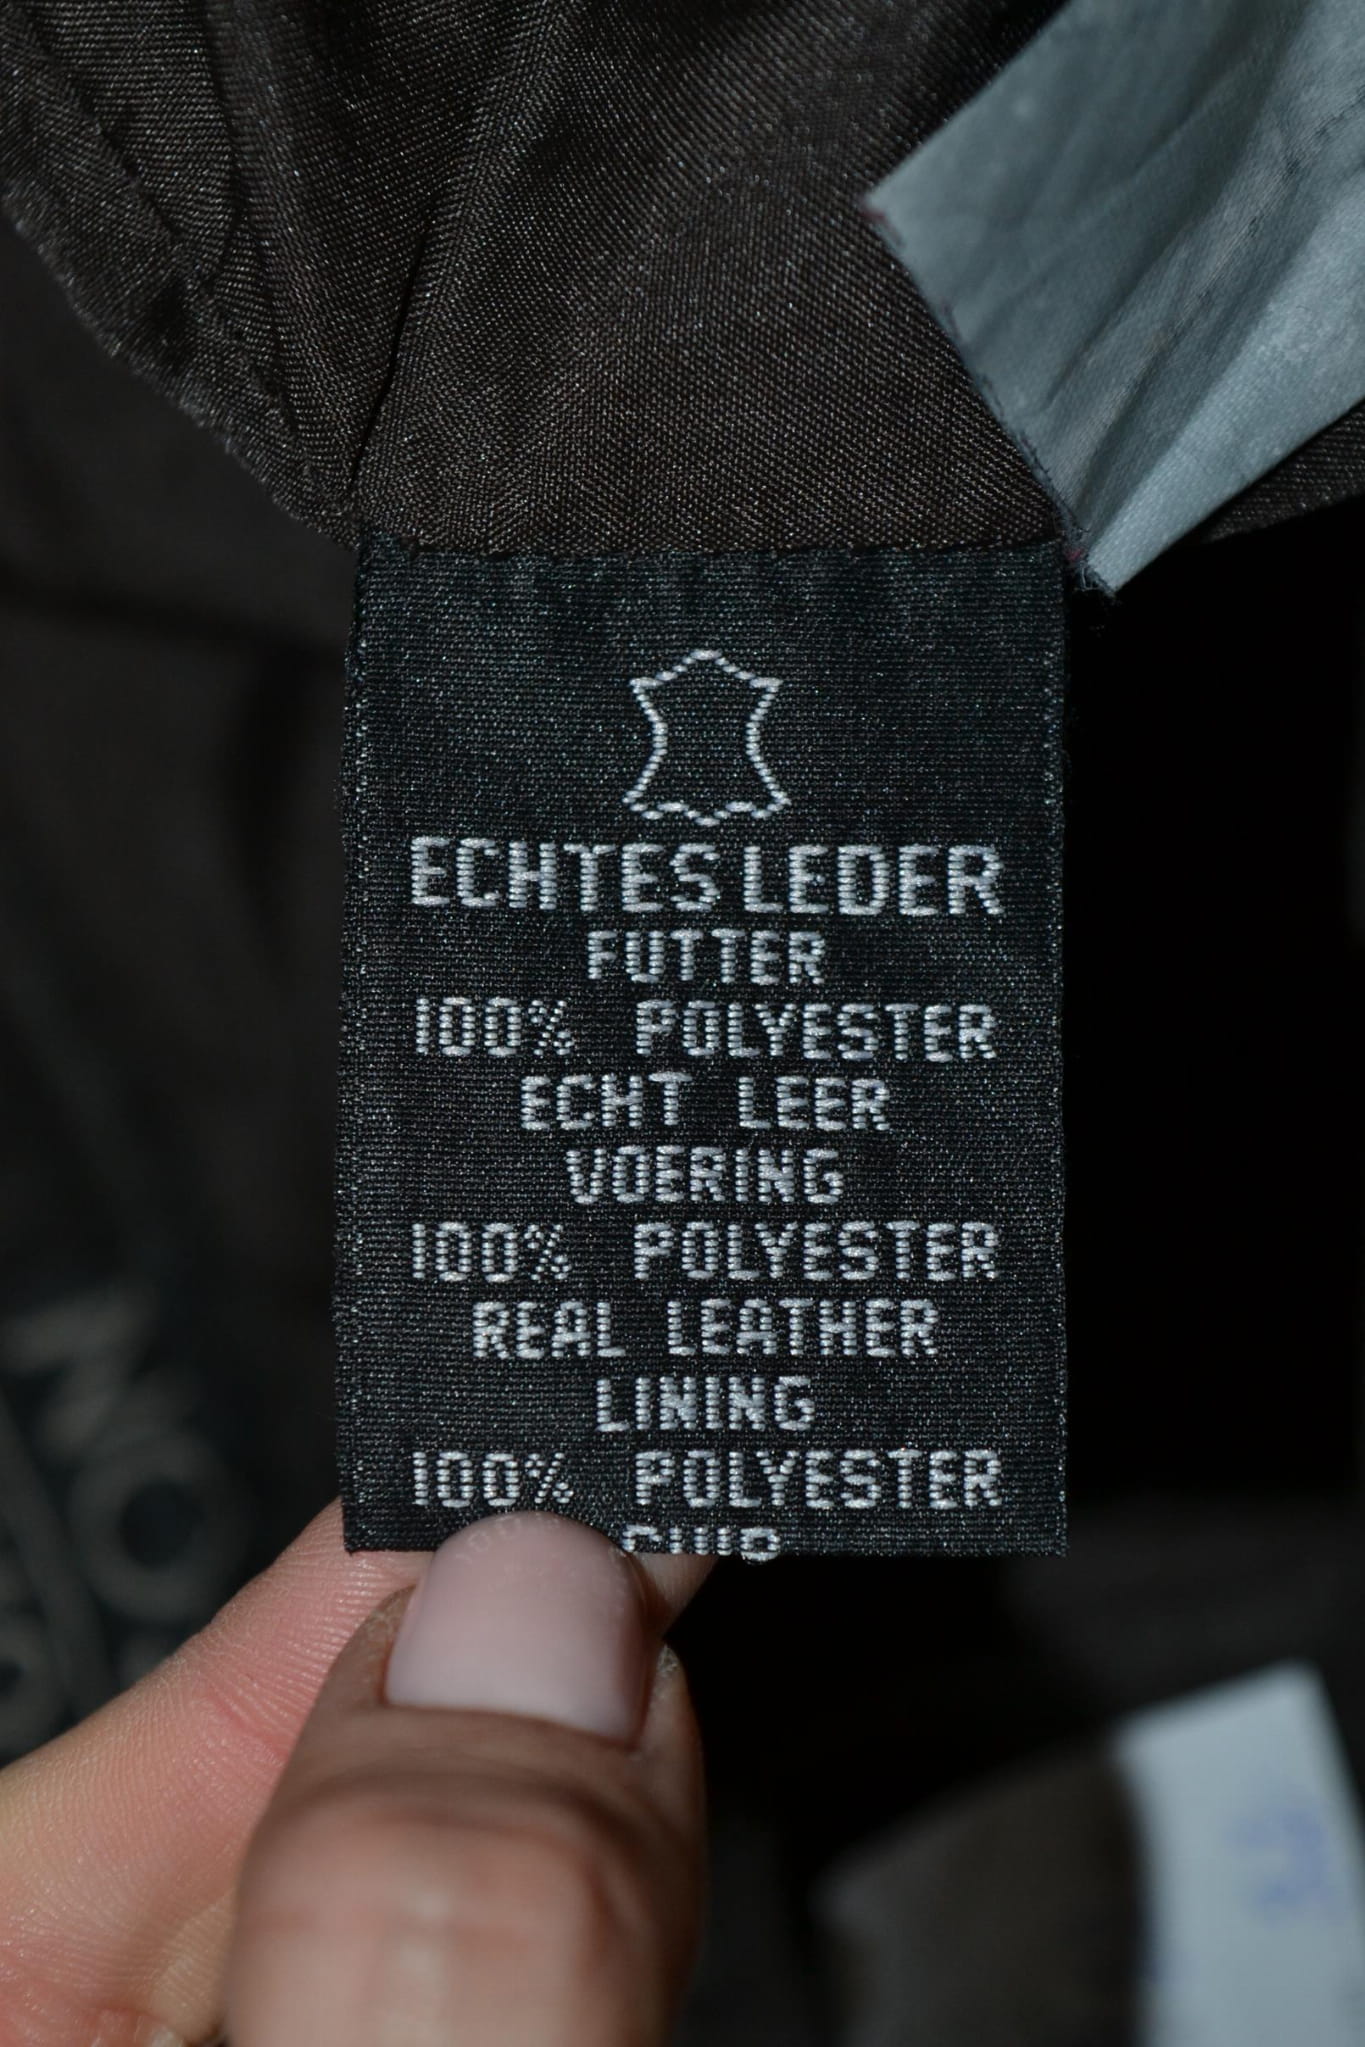 ECHTES LEDER
FUTTER
100% POLYESTER
ECHT LEER
VOERING
100% POLYESTER
REAL LEATHER
LINING
100% POLYESTER